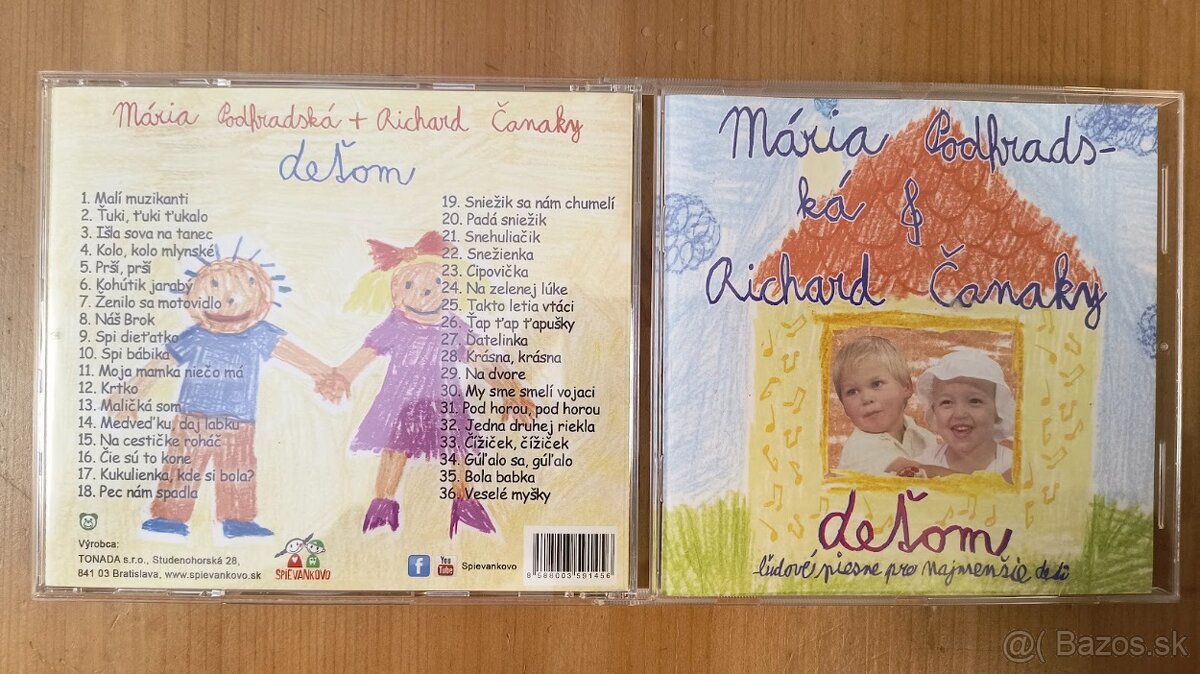 Mária Podhradská + Richard Čanaky
deťom
1. Malí muzikanti
2. Ťuki, ťuki ťukalo
3. Išla sova na tanec
4. Kolo, kolo mlynské
5. Prší, prší
6. Kohútik jarabý
7. Ženilo sa motovidlo
8. Náš Brok
9. Spi dieťatko
10. Spi bábika
11. Moja mamka niečo má
12. Krtko
13. Maličká som
14. Medveďku, daj labku
15. Na cestičke roháč
16. Čie sú to kone
17. Kukulienka, kde si bola?
18. Pec nám spadla
19. Sniežik sa nám chumelí
20. Padá sniežik
21. Snehuliačik
22. Snežienka
23. Cipovička
24. Na zelenej lúke
25. Takto letia vtáci
26. Ťap ťap ťapušky
27. Ďatelinka
28. Krásna, krásna
29. Na dvore
30. My sme smelí vojaci
31. Pod horou, pod horou
32. Jedna druhej riekla
33. Čížiček, čížiček
34. Gúľalo sa, gúľalo
35. Bola babka
36. Veselé myšky
Výrobca:
TONADA s.r.o., Studenohorská 28,
841 03 Bratislava, www.spievankovo.sk
SPIEVANKOVO
f
You
Tube
Spievankovo
8 588003 591456
Mária Podhrads-
ká &
Richard Čanaky
deťom
ľudové piesne pre najmenšie deti
@( Bazos.sk